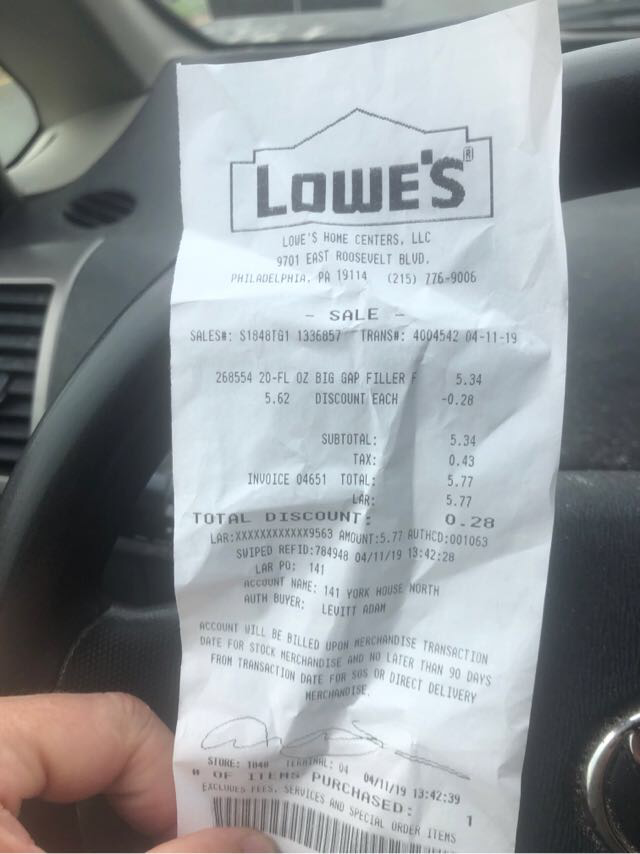 LOWE'S®
LOWE'S HOME CENTERS, LLC
9701 EAST ROOSEVELT BLVD.
PHILADELPHIA, PA 19114 (215) 776-9006
- SALE -
SALES#: S1848TG1 1336857 TRANS#: 4004542 04-11-19
268554 20-FL OZ BIG GAP FILLER F 5.34
5.62 DISCOUNT EACH -0.28
SUBTOTAL: 5.34
TAX: 0.43
INVOICE 04651 TOTAL: 5.77
LAR: 5.77
TOTAL DISCOUNT: 0.28
LAR:XXXXXXXXXXXX9563 AMOUNT:5.77 AUTHCD:001063
SWIPED REFID:784948 04/11/19 13:42:28
LAR PO: 141
ACCOUNT NAME: 141 YORK HOUSE NORTH
AUTH BUYER: LEVITT ADAM
ACCOUNT WILL BE BILLED UPON MERCHANDISE TRANSACTION
DATE FOR STOCK MERCHANDISE AND NO LATER THAN 90 DAYS
FROM TRANSACTION DATE FOR SOS OR DIRECT DELIVERY
MERCHANDISE.
STORE: 1848 TERMINAL: 04 04/11/19 13:42:39
# OF ITEMS PURCHASED: 1
EXCLUDES FEES, SERVICES AND SPECIAL ORDER ITEMS